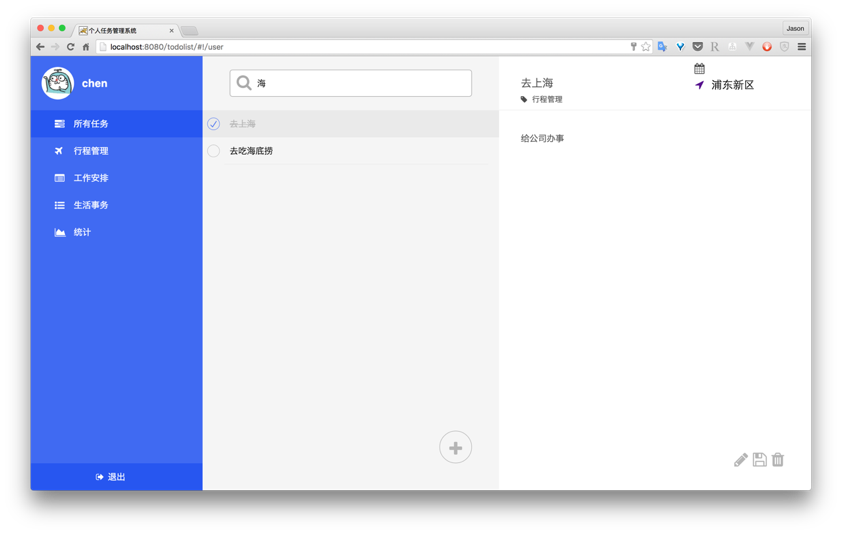 个人任务管理系统
Jason
localhost:8080/todolist/#!/user
chen
海
去上海
行程管理
浦东新区
所有任务
去上海
给公司办事
行程管理
去吃海底捞
工作安排
生活事务
统计
退出